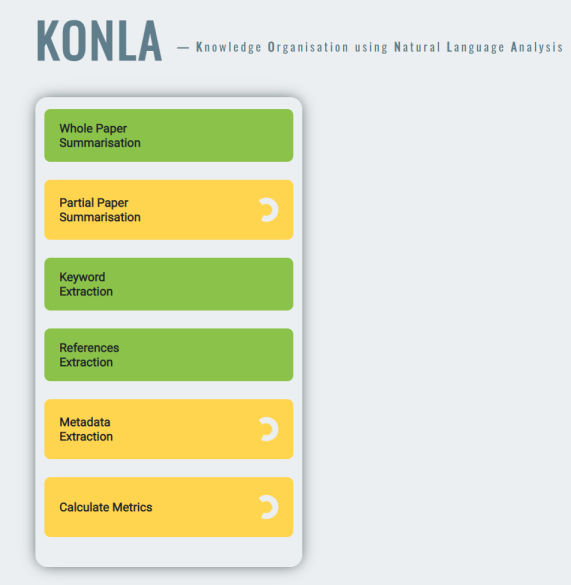 KONLA — Knowledge Organisation using Natural Language Analysis
Whole Paper
Summarisation
Partial Paper
Summarisation
Keyword
Extraction
References
Extraction
Metadata
Extraction
Calculate Metrics